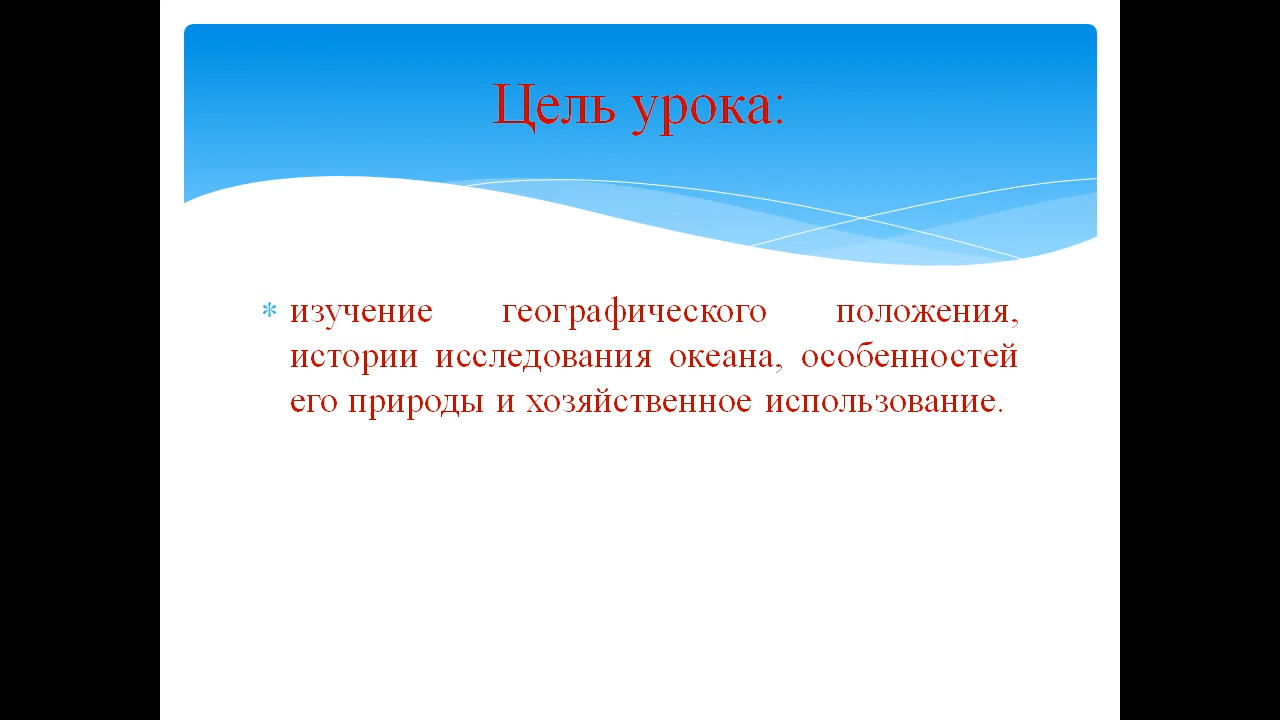 Цель урока:
* изучение географического положения,
истории исследования океана, особенностей
его природы и хозяйственное использование.